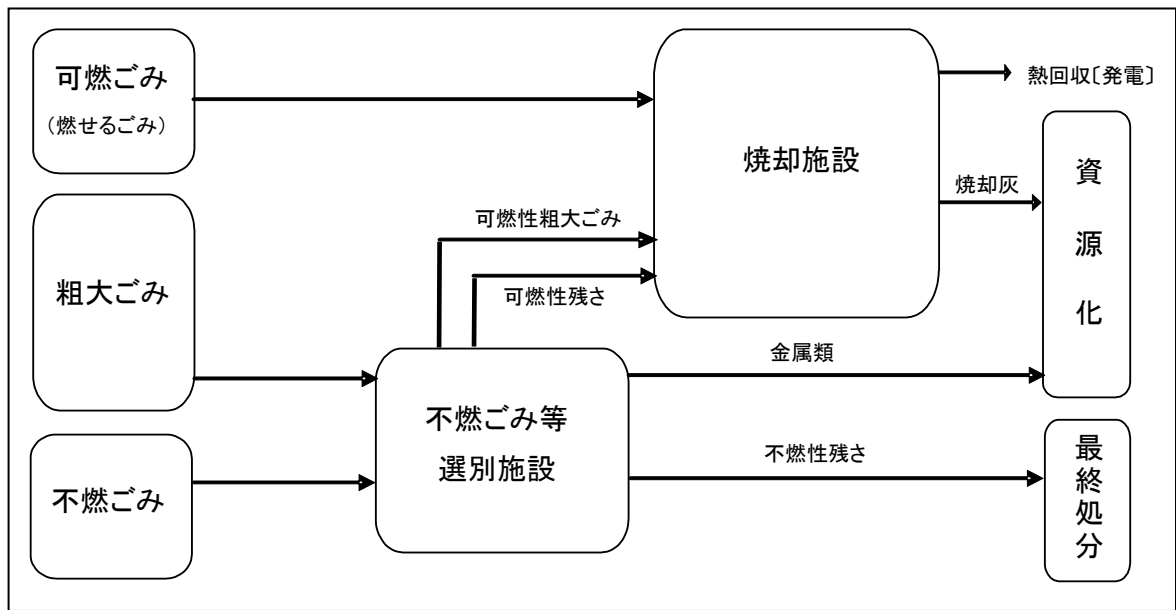 可燃ごみ
（燃せるごみ）
焼却施設
熱回収〔発電〕
焼却灰
資源化
可燃性粗大ごみ
可燃性残さ
粗大ごみ
金属類
不燃ごみ等
選別施設
不燃性残さ
不燃ごみ
最終処分